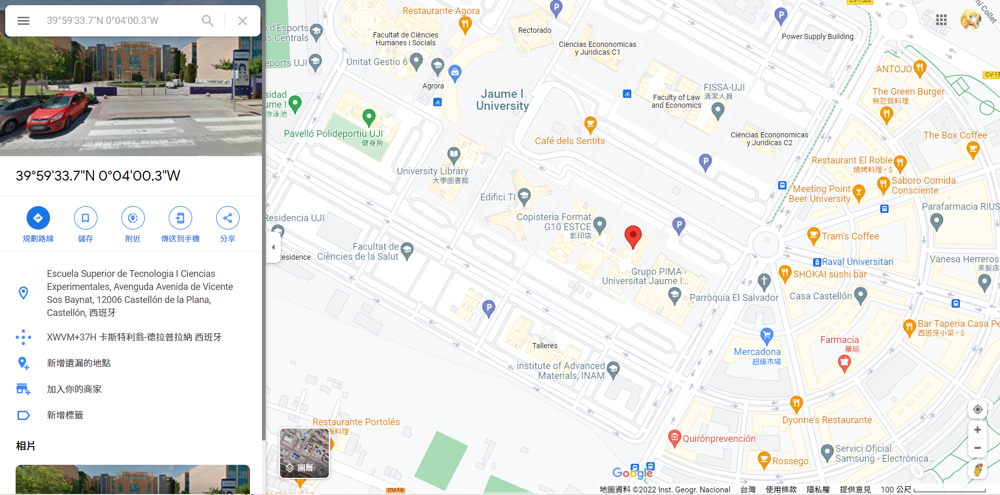 39°59'33.7"N 0°04'00.3"W
39°59'33.7"N 0°04'00.3"W
規劃路線
儲存
附近
傳送到手機
分享
Escuela Superior de Tecnologia I Ciencias
Experimentales, Avenguda Avenida de Vicente
Sos Baynat, 12006 Castellón de la Plana,
Castellón, 西班牙
XWVM+37H 卡斯特利翁-德拉普拉納 西班牙
新增遺漏的地點
加入你的商家
新增標籤
相片
圖層
Restaurante Agora
i d'Esports
is Centrals
Facultat de Ciències
Humanes i Socials
Rectorado
Ciencias Econonomicas
y Juridicas C1
Power Supply Building
CV-1520
ní Collet
eports UJI
Unitat Gestio 6
Agrora
Jaume I
University
FISSA-UJI
清潔人員
Faculty of Law
and Economics
ANTOJO
CV-15
The Green Burger
無麩質料理
sidad
ume I
游泳池
Pavelló Polideportiu UJI
健身房
Café dels Sentits
Ciencias Econonomicas
y Juridicas C2
The Box Coffee
University Library
大學圖書館
Restaurant El Roble
燒烤料理・$
Saboro Comida
Consciente
Meeting Point
Beer University
Edifici TI
Parafarmacia RIUS
Residencia UJI
Copisteria Format
G10 ESTCE
影印店
Tram's Coffee
Facultat de
Ciències de la Salut
Residence
Raval Universitari
Vanesa Herreros
美髮店
Grupo PIMA -
Universitat Jaume I...
SHOKAI sushi bar
Parròquia El Salvador
Casa Castellón
P
P
P
P
P
Bar Taperia Casa Pe
西班牙小菜・$
Talleres
Farmacia
藥局
Mercadona
超級市場
institute of Advanced
Materials, INAM
Restaurante Portolés
海料理
Dyonne's Restaurante
Quirónprevención
Servici Oficial
Samsung - Electrònica...
Rossego
Google
CV-16
地圖資料 ©2022 Inst. Geogr. Nacional
台灣
使用條款
隱私權
提供意見
100 公尺